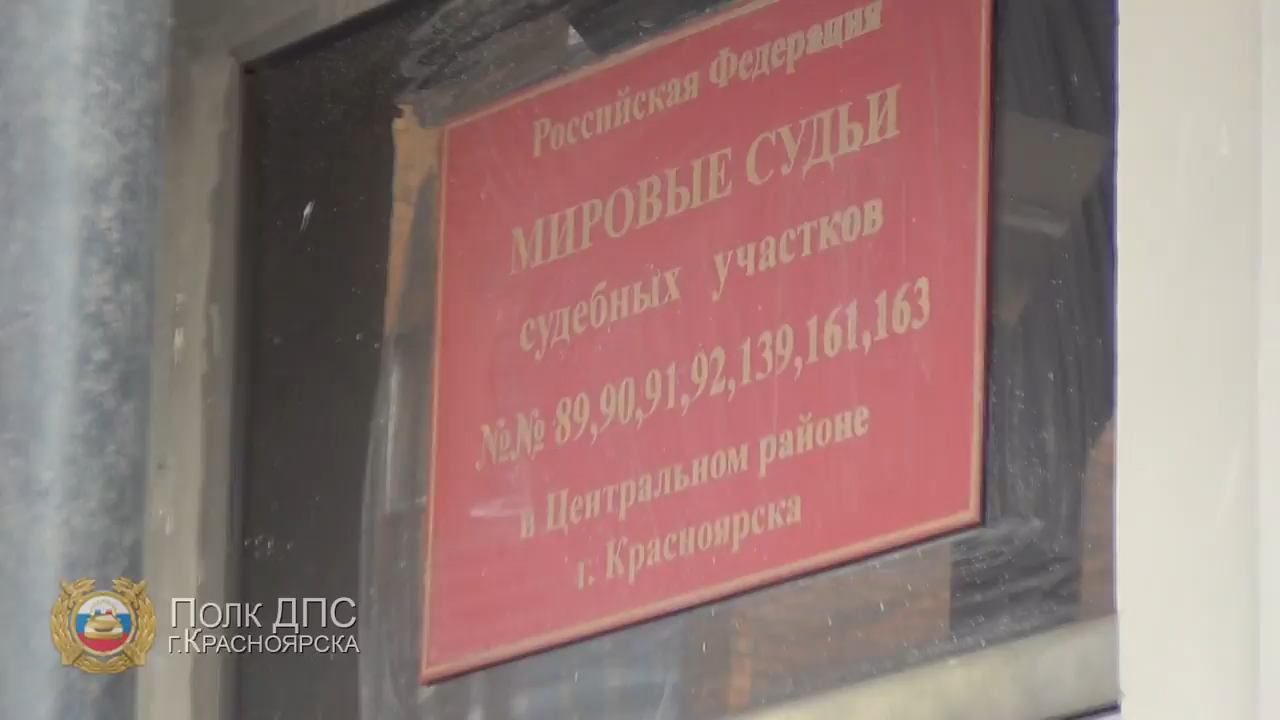 Российская Федерация
МИРОВЫЕ СУДЬИ
судебных участков
№№ 89,90,91,92,139,161,163
в Центральном районе
г. Красноярска
Полк ДПС
г.Красноярска